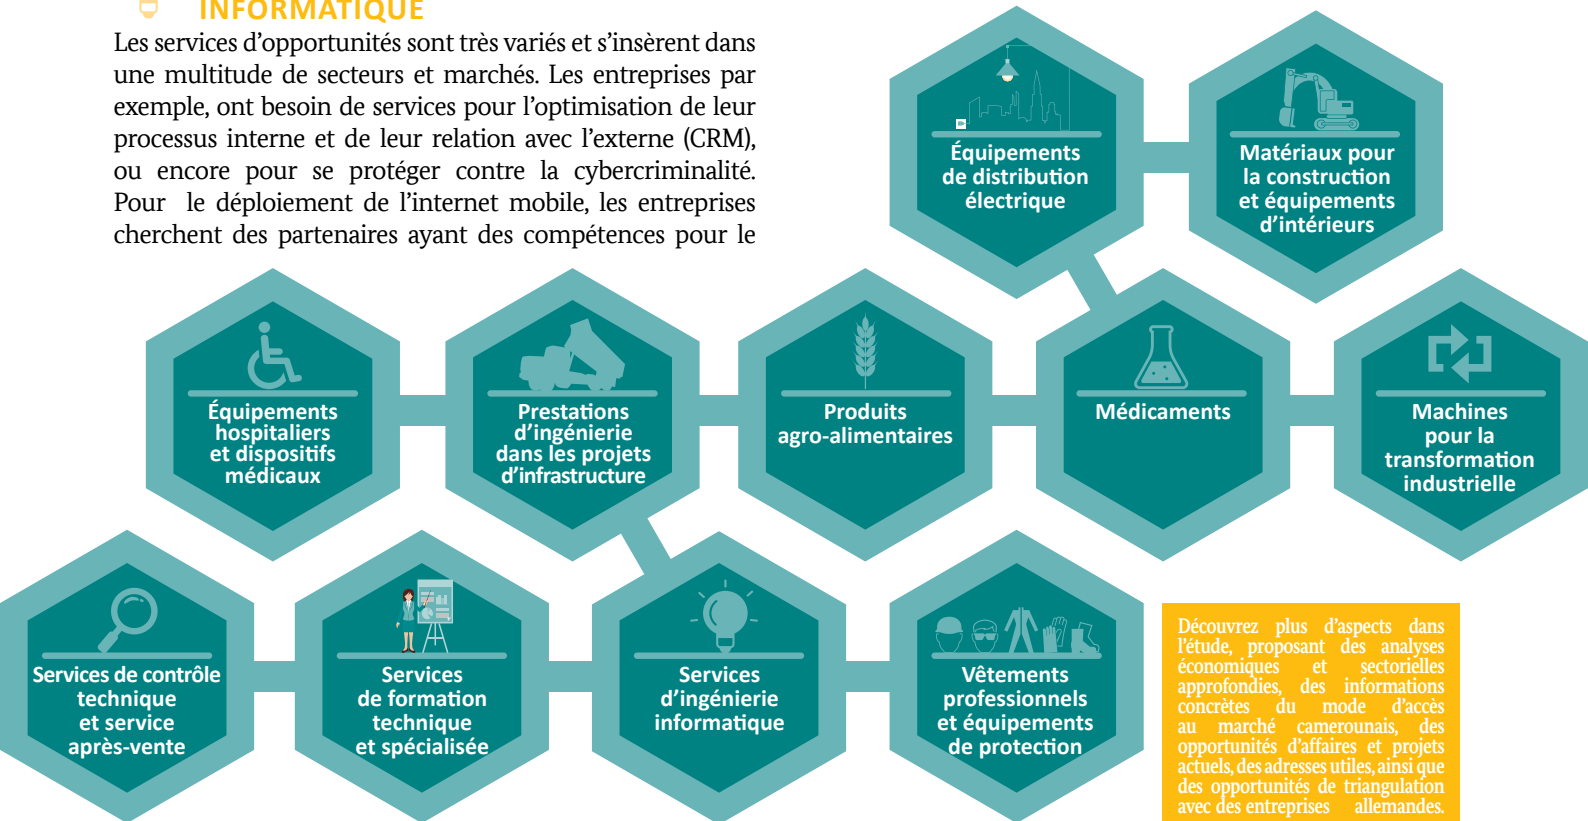 INFORMATIQUE
Les services d'opportunités sont très variés et s'insèrent dans
une multitude de secteurs et marchés. Les entreprises par
exemple, ont besoin de services pour l'optimisation de leur
processus interne et de leur relation avec l'externe (CRM),
ou encore pour se protéger contre la cybercriminalité.
Pour le déploiement de l'internet mobile, les entreprises
cherchent des partenaires ayant des compétences pour le
Équipements
de distribution
électrique
Matériaux pour
la construction
et équipements
d'intérieurs
Équipements
hospitaliers
et dispositifs
médicaux
Prestations
d'ingénierie
dans les projets
d'infrastructure
Produits
agro-alimentaires
Médicaments
Machines
pour la
transformation
industrielle
Services de contrôle
technique
et service
après-vente
Services
de formation
technique
et spécialisée
Services
d'ingénierie
informatique
Vêtements
professionnels
et équipements
de protection
Découvrez plus d'aspects dans
l'étude, proposant des analyses
économiques et sectorielles
approfondies, des informations
concrètes du mode d'accès
au marché camerounais, des
opportunités d'affaires et projets
actuels, des adresses utiles, ainsi que
des opportunités de triangulation
avec des entreprises allemandes.